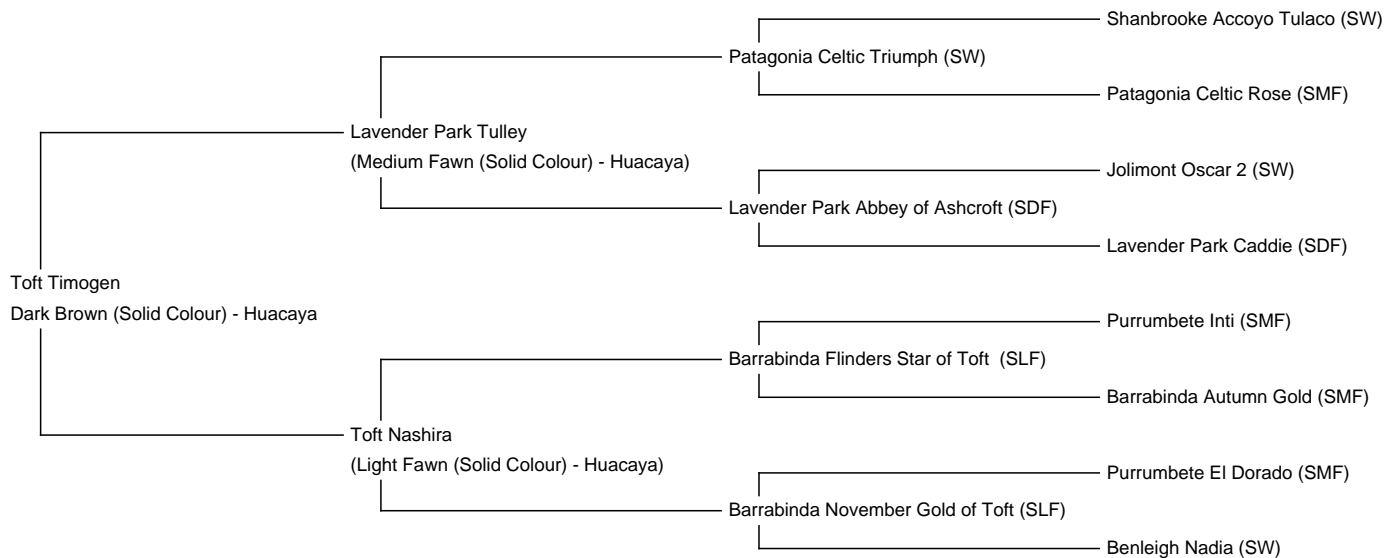 Shanbrooke Accoyo Tulaco (SW)
Patagonia Celtic Triumph (SW)
Patagonia Celtic Rose (SMF)
Lavender Park Tulley
(Medium Fawn (Solid Colour) - Huacaya)
Jolimont Oscar 2 (SW)
Lavender Park Abbey of Ashcroft (SDF)
Lavender Park Caddie (SDF)
Toft Timogen
Dark Brown (Solid Colour) - Huacaya
Purrumbete Inti (SMF)
Barrabinda Flinders Star of Toft  (SLF)
Barrabinda Autumn Gold (SMF)
Toft Nashira
(Light Fawn (Solid Colour) - Huacaya)
Purrumbete El Dorado (SMF)
Barrabinda November Gold of Toft (SLF)
Benleigh Nadia (SW)